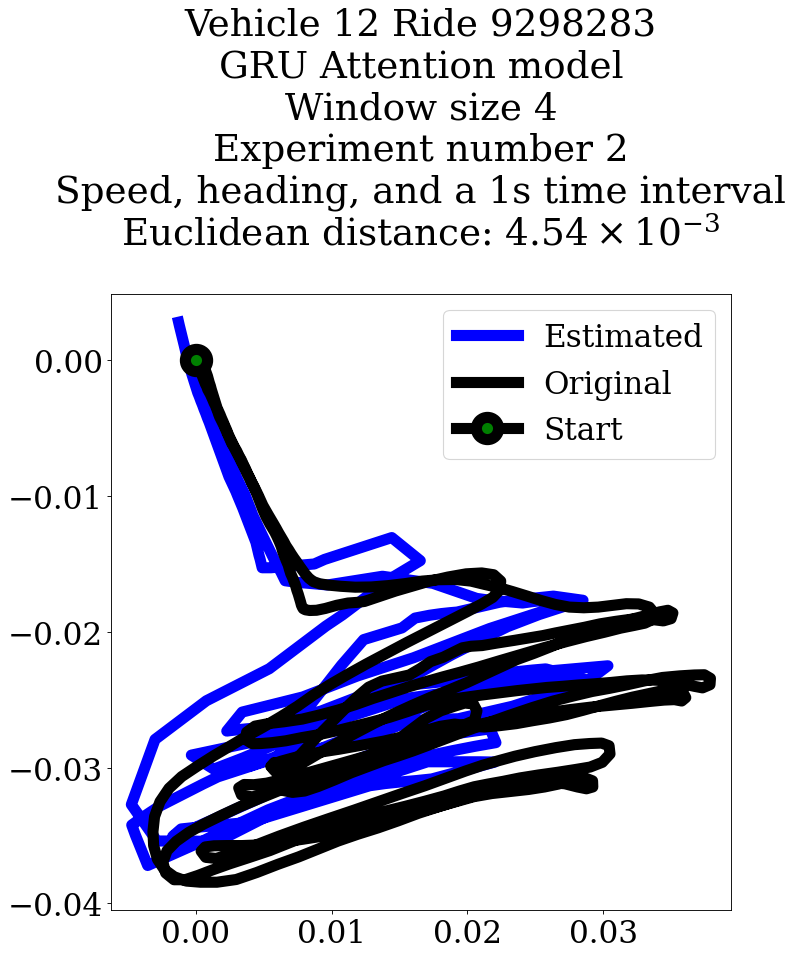 Vehicle 12 Ride 9298283
GRU Attention model
Window size 4
Experiment number 2
Speed, heading, and a 1s time interval
Euclidean distance: 4.54 × 10⁻³
Estimated
Original
Start
0.00
−0.01
−0.02
−0.03
−0.04
0.00 0.01 0.02 0.03